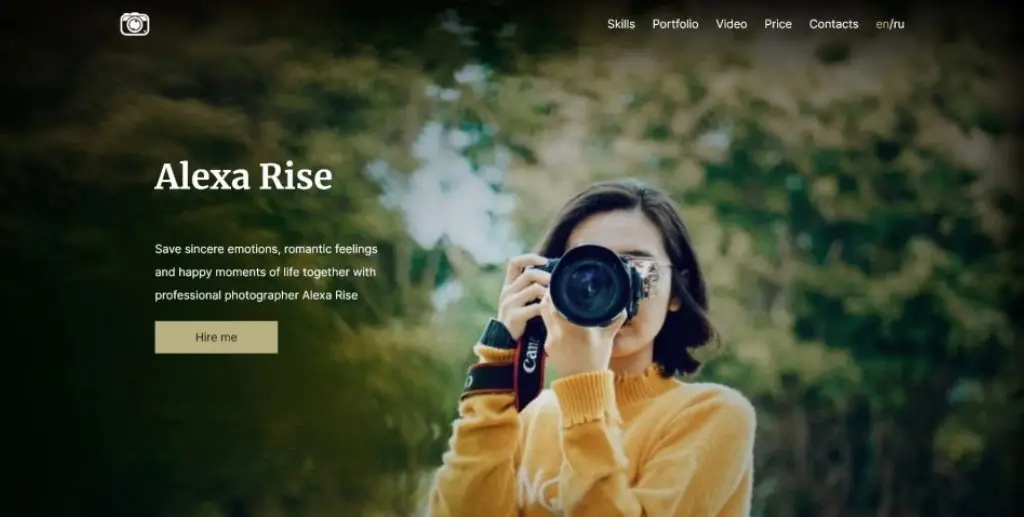 Skills Portfolio Video Price Contacts en/ru
Alexa Rise
Save sincere emotions, romantic feelings
and happy moments of life together with
professional photographer Alexa Rise
Hire me